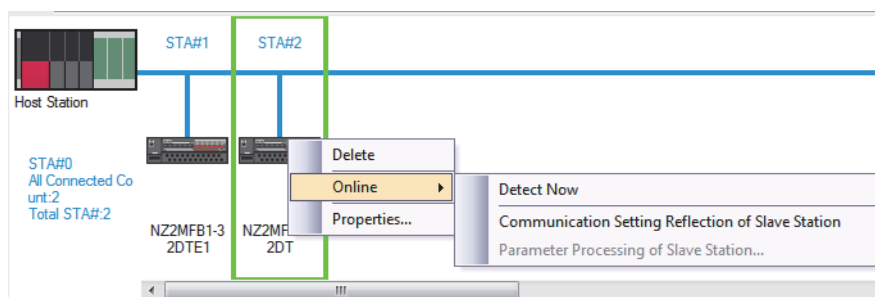 STA#1
STA#2
Host Station
STA#0
All Connected Co
unt:2
Total STA#:2
NZ2MFB1-3
2DTE1
NZ2MF
2DT
Delete
Online
Properties...
Detect Now
Communication Setting Reflection of Slave Station
Parameter Processing of Slave Station...